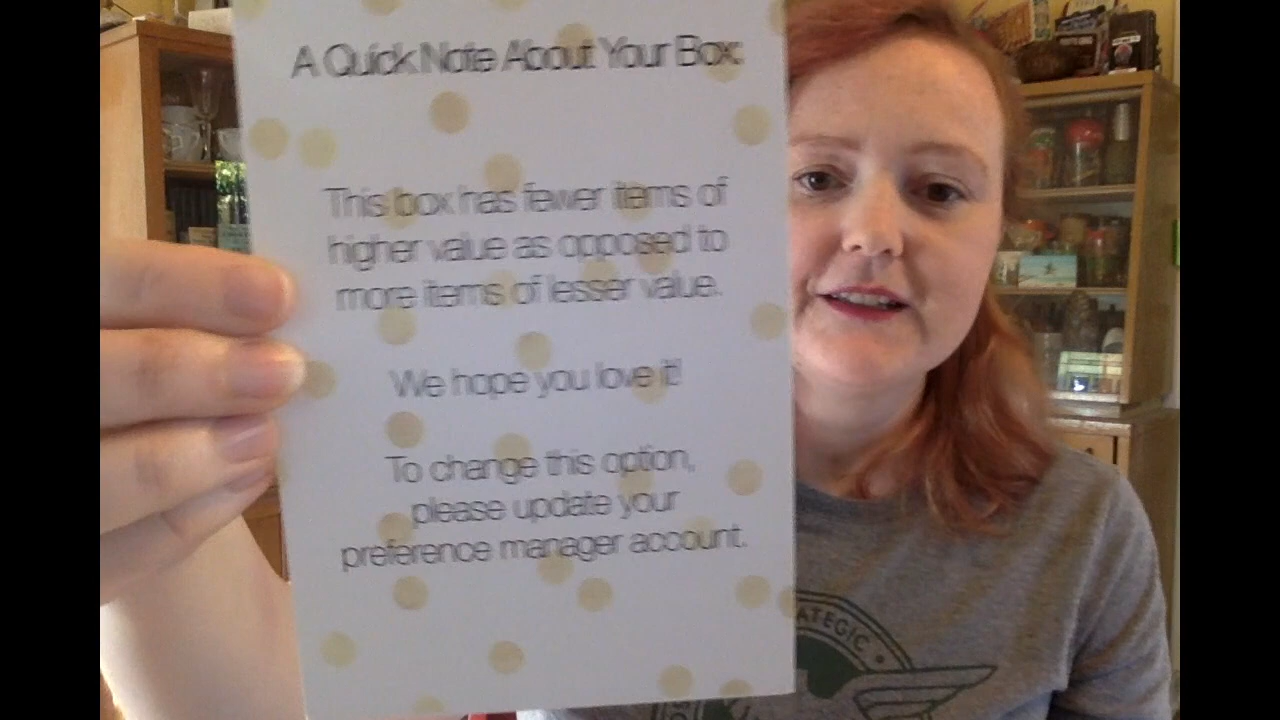 A Quick Note About Your Box:
This box has fewer items of
higher value as opposed to
more items of lesser value.
We hope you love it!
To change this option,
please update your
preference manager account.
ATEGIC